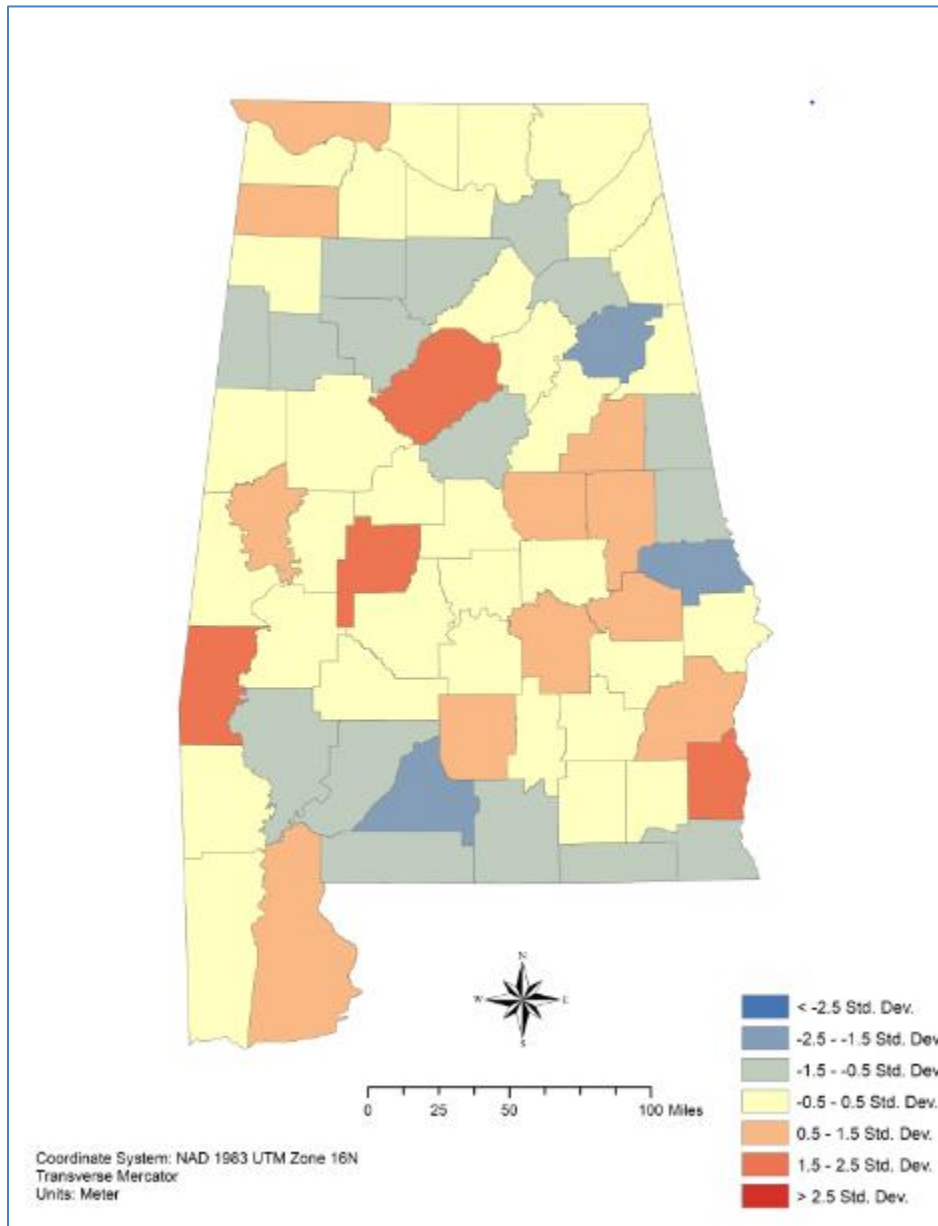 N
W E
S
< -2.5 Std. Dev.
-2.5 - -1.5 Std. Dev
-1.5 - -0.5 Std. Dev
-0.5 - 0.5 Std. Dev.
0.5 - 1.5 Std. Dev.
1.5 - 2.5 Std. Dev.
> 2.5 Std. Dev.
0 25 50 100 Miles
Coordinate System: NAD 1983 UTM Zone 16N
Transverse Mercator
Units: Meter